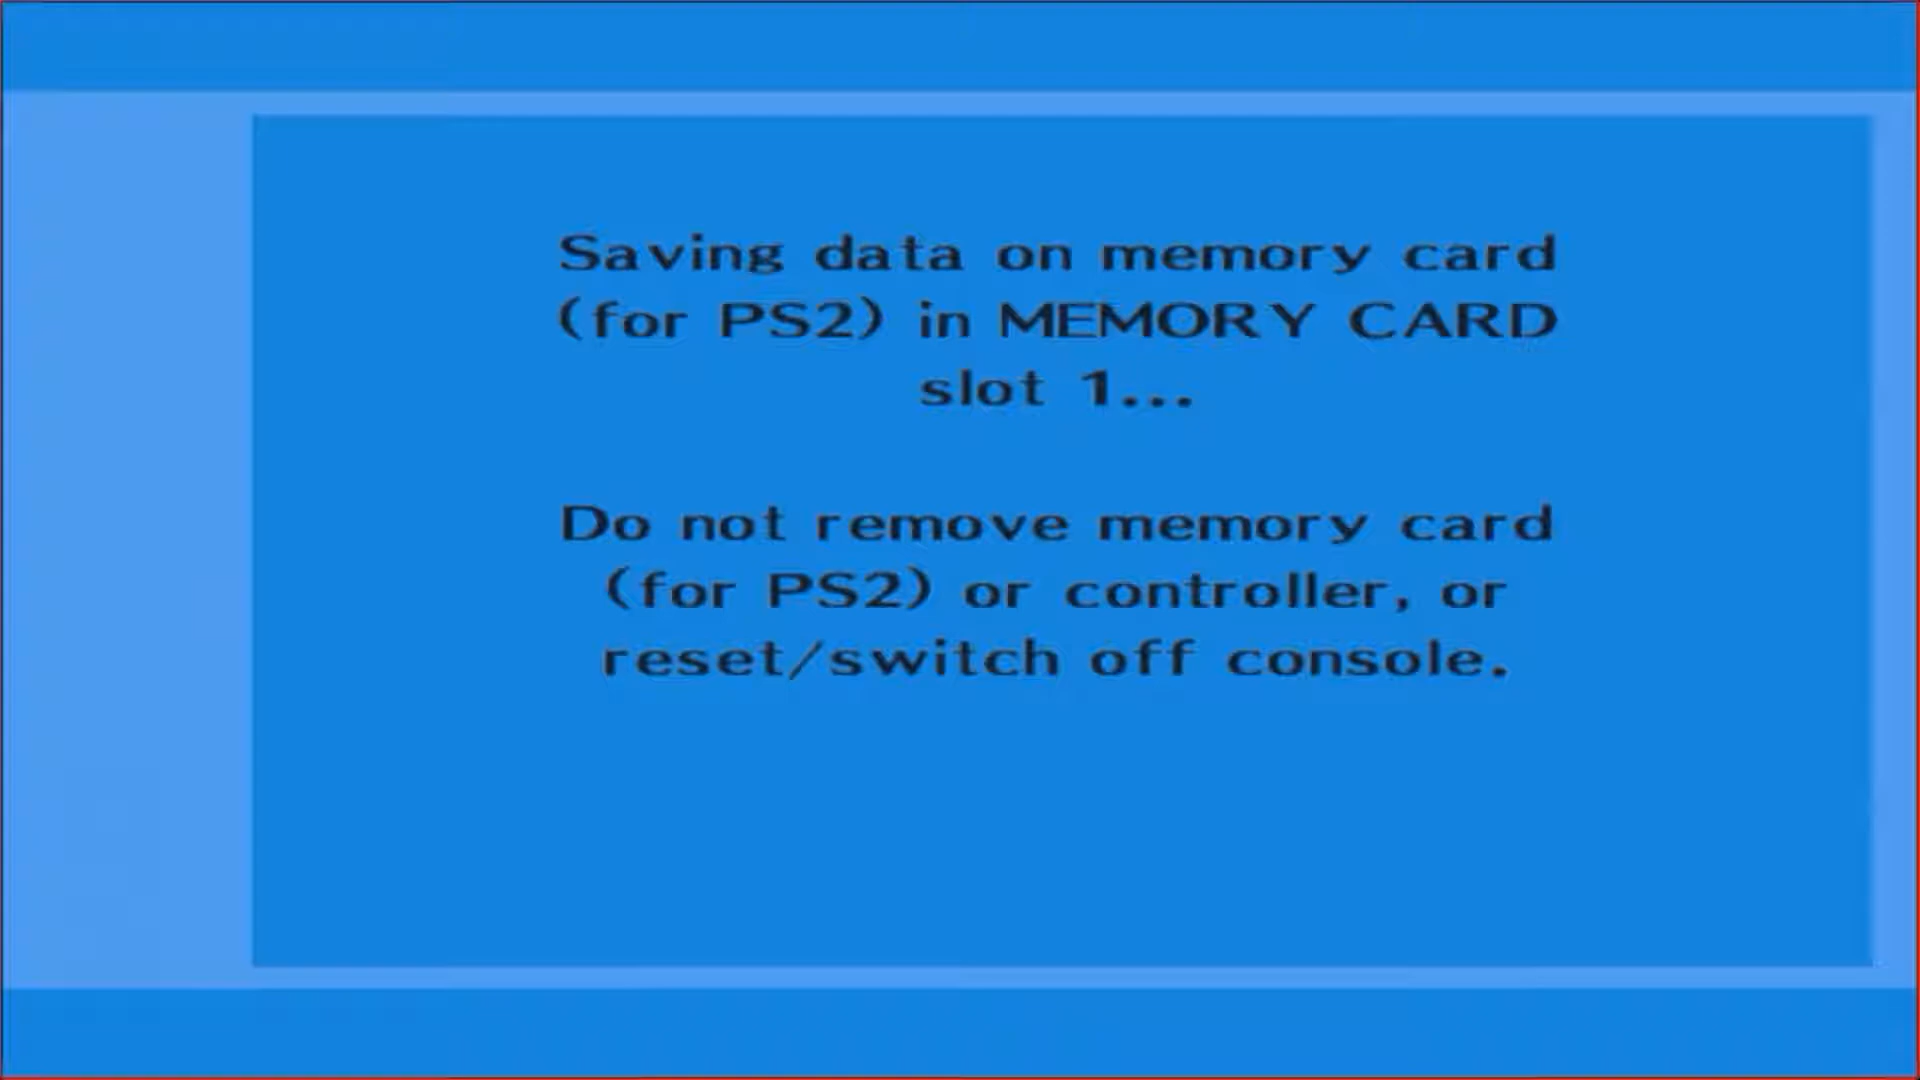 Saving data on memory card
(for PS2) in MEMORY CARD
slot 1...
Do not remove memory card
(for PS2) or controller, or
reset/switch off console.